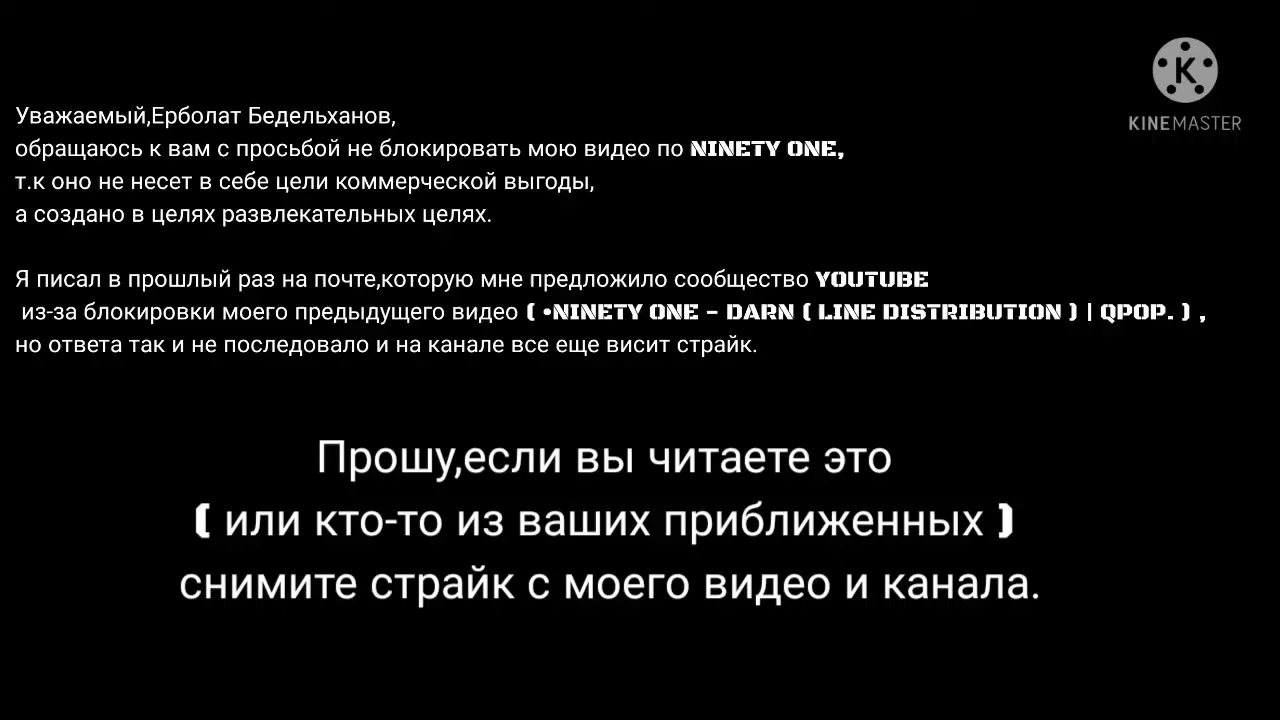 KINEMASTER
Уважаемый,Ерболат Бедельханов,
обращаюсь к вам с просьбой не блокировать мою видео по NINETY ONE,
т.к оно не несет в себе цели коммерческой выгоды,
а создано в целях развлекательных целях.
Я писал в прошлый раз на почте,которую мне предложило сообщество YOUTUBE
из-за блокировки моего предыдущего видео ( •NINETY ONE – DARN ( LINE DISTRIBUTION ) | QPOP. ) ,
но ответа так и не последовало и на канале все еще висит страйк.
Прошу,если вы читаете это
( или кто-то из ваших приближенных )
снимите страйк с моего видео и канала.